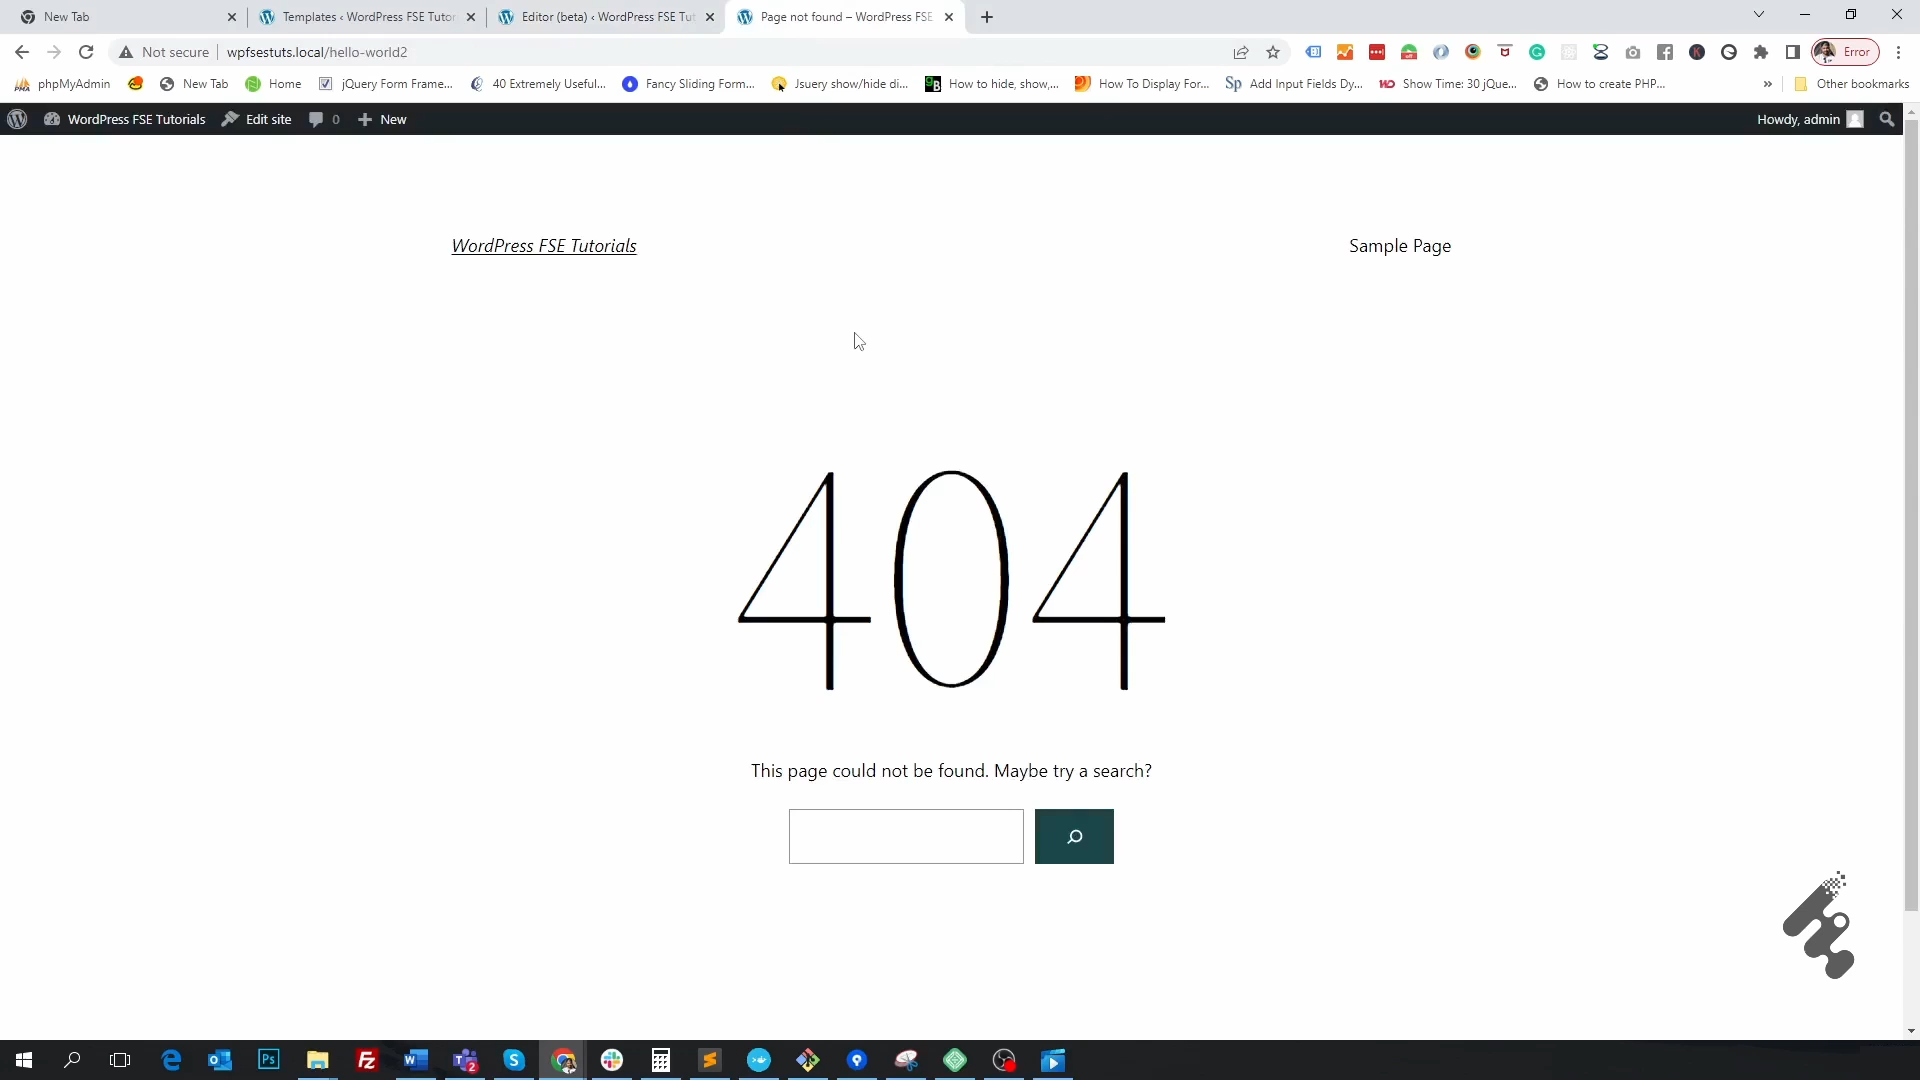 New Tab
Templates ‹ WordPress FSE Tutor
Editor (beta) ‹ WordPress FSE Tut
Page not found – WordPress FSE
Not secure
wpfsestuts.local/hello-world2
Error
phpMyAdmin
New Tab
Home
jQuery Form Frame...
40 Extremely Useful...
Fancy Sliding Form...
Jsuery show/hide di...
How to hide, show,...
How To Display For...
Add Input Fields Dy...
Show Time: 30 jQue...
How to create PHP...
»
Other bookmarks
WordPress FSE Tutorials
Edit site
0
New
Howdy, admin
WordPress FSE Tutorials
Sample Page
404
This page could not be found. Maybe try a search?